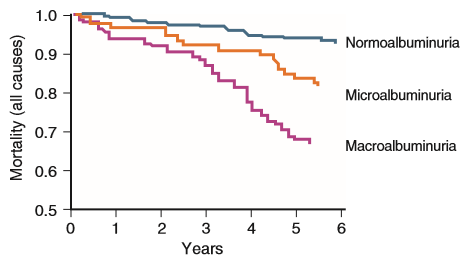 1.0
0.9
0.8
0.7
0.6
0.5
Mortality (all causes)
Normoalbuminuria
Microalbuminuria
Macroalbuminuria
0 1 2 3 4 5 6
Years